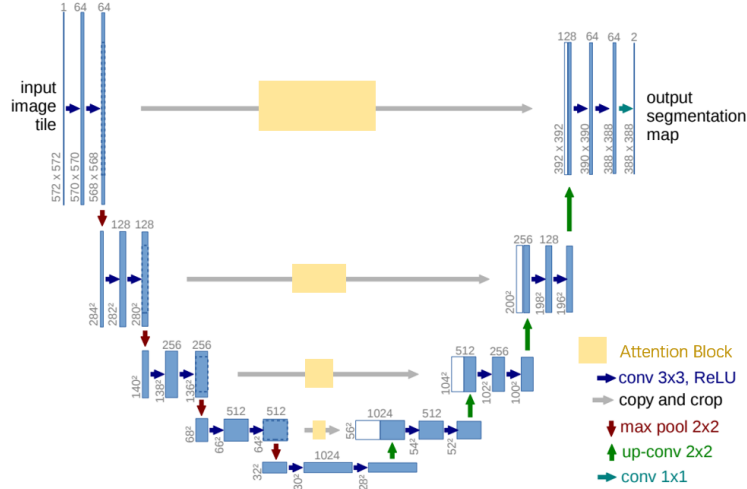 1 64 64
input
image
tile
572 x 572
570 x 570
568 x 568
128 64 64 2
output
segmentation
map
392 x 392
390 x 390
388 x 388
388 x 388
128 128
284²
282²
280²
256 128
200²
198²
196²
256 256
140²
138²
136²
512 256
104²
102²
100²
512 512
68²
66²
64²
1024 512
56²
54²
52²
1024
32²
30²
28²
Attention Block
conv 3x3, ReLU
copy and crop
max pool 2x2
up-conv 2x2
conv 1x1